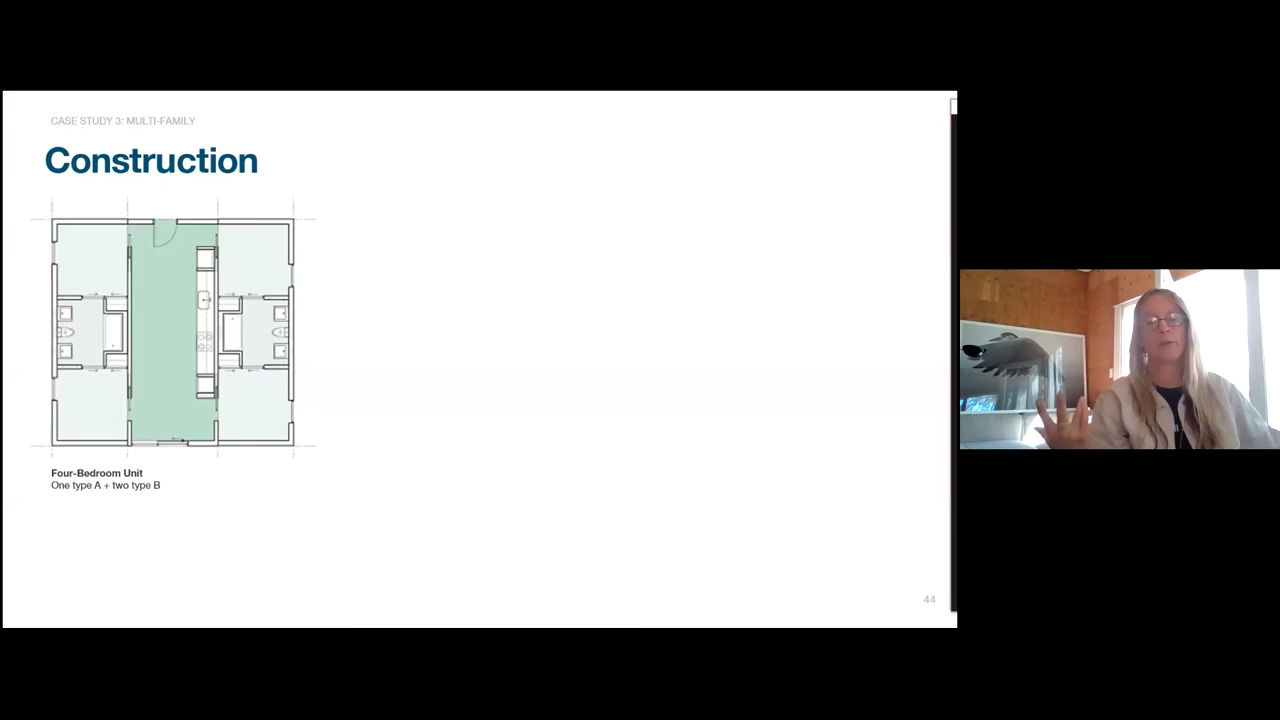 CASE STUDY 3: MULTI-FAMILY
Construction
Four-Bedroom Unit
One type A + two type B
44